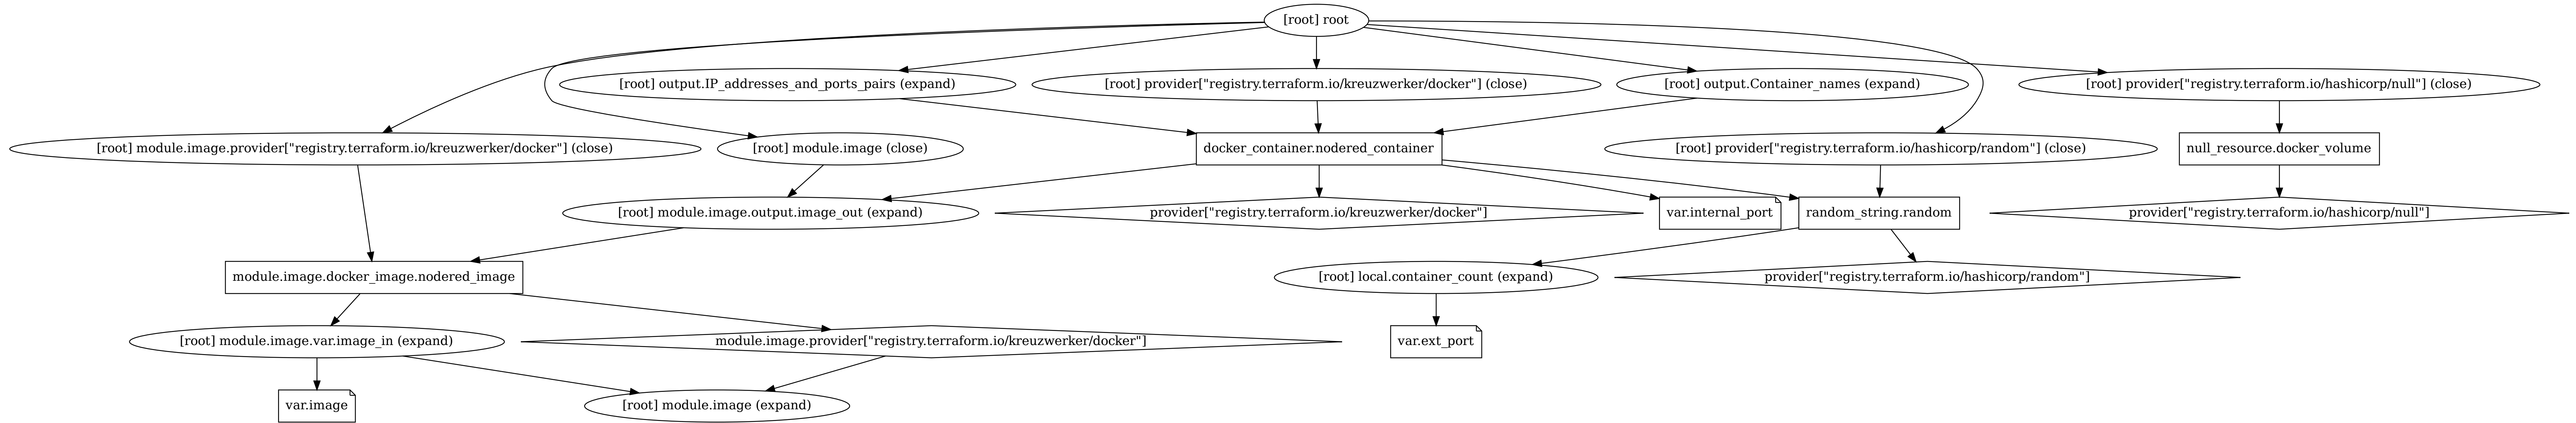 [root] root
[root] output.IP_addresses_and_ports_pairs (expand)
[root] provider["registry.terraform.io/kreuzwerker/docker"] (close)
[root] output.Container_names (expand)
[root] provider["registry.terraform.io/hashicorp/null"] (close)
[root] module.image.provider["registry.terraform.io/kreuzwerker/docker"] (close)
[root] module.image (close)
docker_container.nodered_container
[root] provider["registry.terraform.io/hashicorp/random"] (close)
null_resource.docker_volume
[root] module.image.output.image_out (expand)
provider["registry.terraform.io/kreuzwerker/docker"]
var.internal_port
random_string.random
provider["registry.terraform.io/hashicorp/null"]
module.image.docker_image.nodered_image
[root] local.container_count (expand)
provider["registry.terraform.io/hashicorp/random"]
[root] module.image.var.image_in (expand)
module.image.provider["registry.terraform.io/kreuzwerker/docker"]
var.ext_port
var.image
[root] module.image (expand)